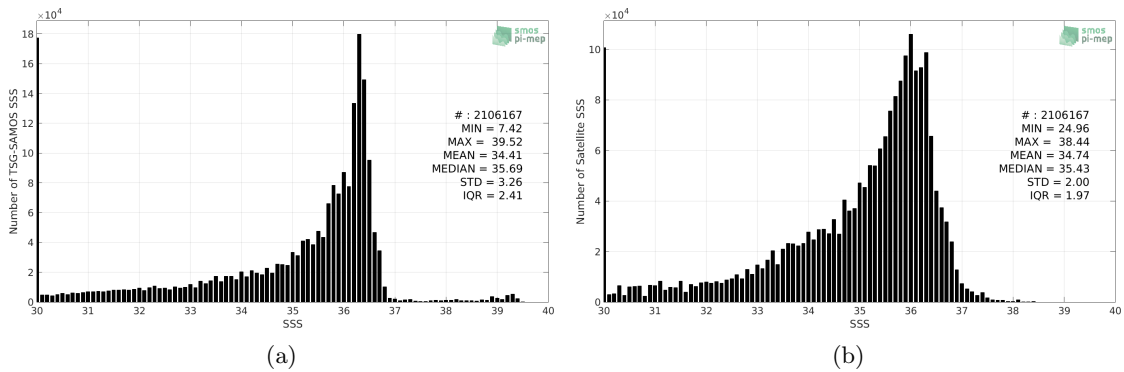 ×10⁴
18
16
14
12
10
8
6
4
2
0
Number of TSG-SAMOS SSS
smos
pi-mep
# : 2106167
MIN = 7.42
MAX = 39.52
MEAN = 34.41
MEDIAN = 35.69
STD = 3.26
IQR = 2.41
30 31 32 33 34 35 36 37 38 39 40
SSS
(a)
×10⁴
10
8
6
4
2
0
Number of Satellite SSS
smos
pi-mep
# : 2106167
MIN = 24.96
MAX = 38.44
MEAN = 34.74
MEDIAN = 35.43
STD = 2.00
IQR = 1.97
30 31 32 33 34 35 36 37 38 39 40
SSS
(b)